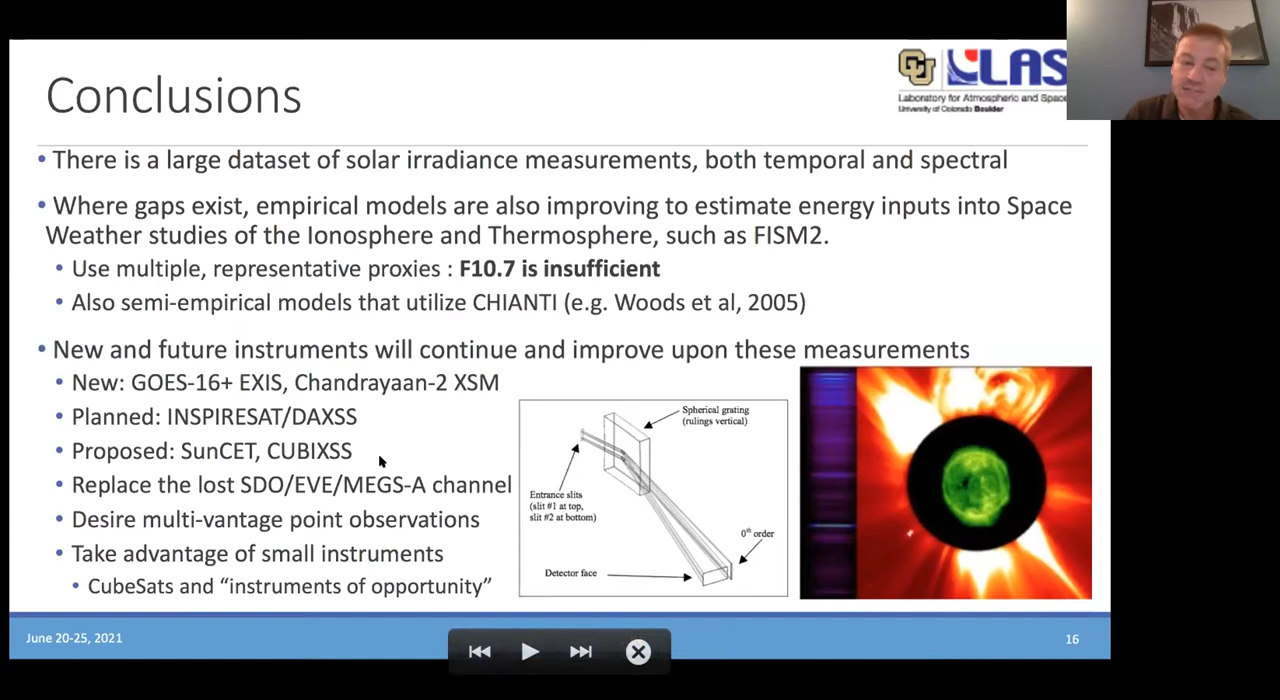 Conclusions
CU LAS
Laboratory for Atmospheric and Space
University of Colorado Boulder
• There is a large dataset of solar irradiance measurements, both temporal and spectral
• Where gaps exist, empirical models are also improving to estimate energy inputs into Space
Weather studies of the Ionosphere and Thermosphere, such as FISM2.
• Use multiple, representative proxies : F10.7 is insufficient
• Also semi-empirical models that utilize CHIANTI (e.g. Woods et al, 2005)
• New and future instruments will continue and improve upon these measurements
• New: GOES-16+ EXIS, Chandrayaan-2 XSM
• Planned: INSPIRESAT/DAXSS
• Proposed: SunCET, CUBIXSS
• Replace the lost SDO/EVE/MEGS-A channel
• Desire multi-vantage point observations
• Take advantage of small instruments
• CubeSats and “instruments of opportunity”
Spherical grating
(rulings vertical)
Entrance slits
(slit #1 at top,
slit #2 at bottom)
0th order
Detector face
June 20-25, 2021
16